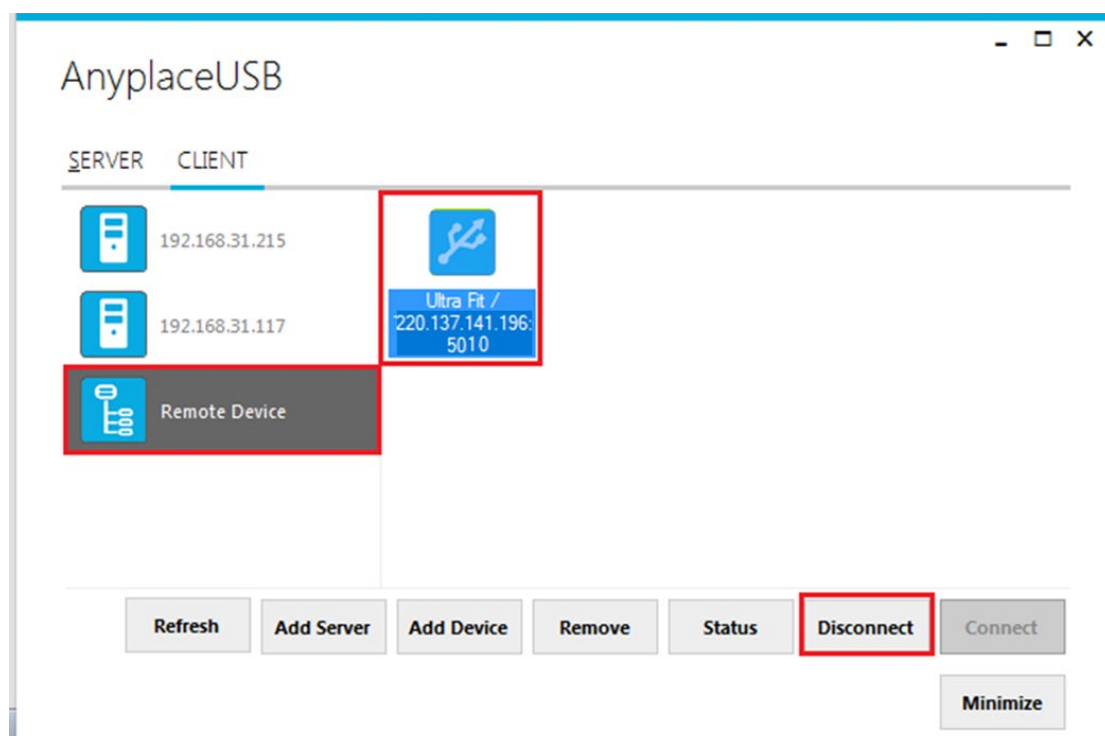 AnyplaceUSB
SERVER CLIENT
192.168.31.215
192.168.31.117
Remote Device
Ultra Fit /
220.137.141.196:
5010
Refresh Add Server Add Device Remove Status Disconnect Connect
Minimize